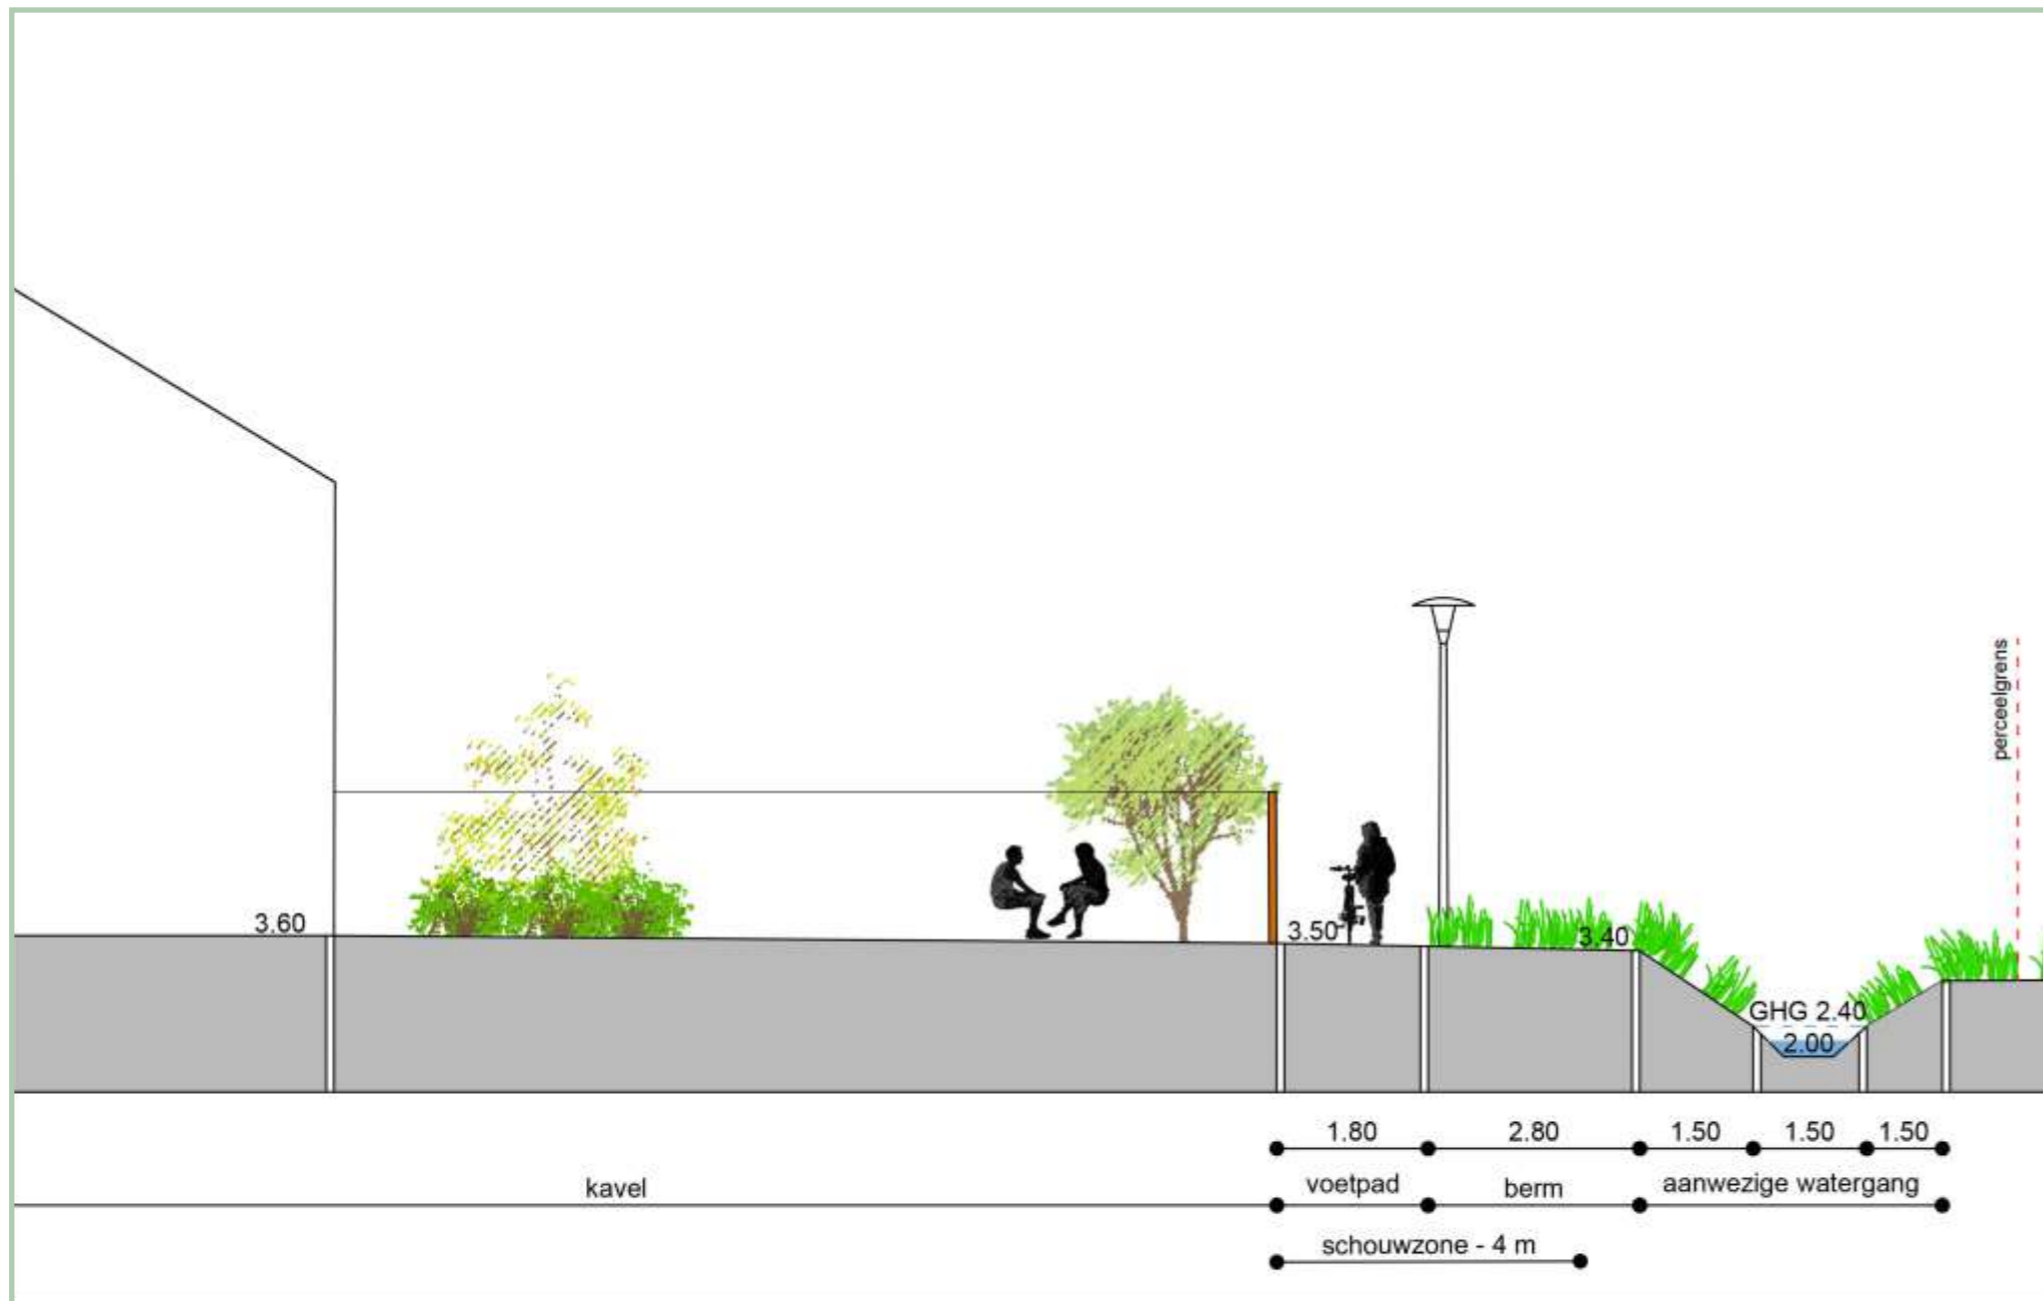 perceelgrens
3.60
3.50
3.40
GHG 2.40
2.00
1.80
2.80
1.50
1.50
1.50
kavel
voetpad
berm
aanwezige watergang
schouwzone - 4 m